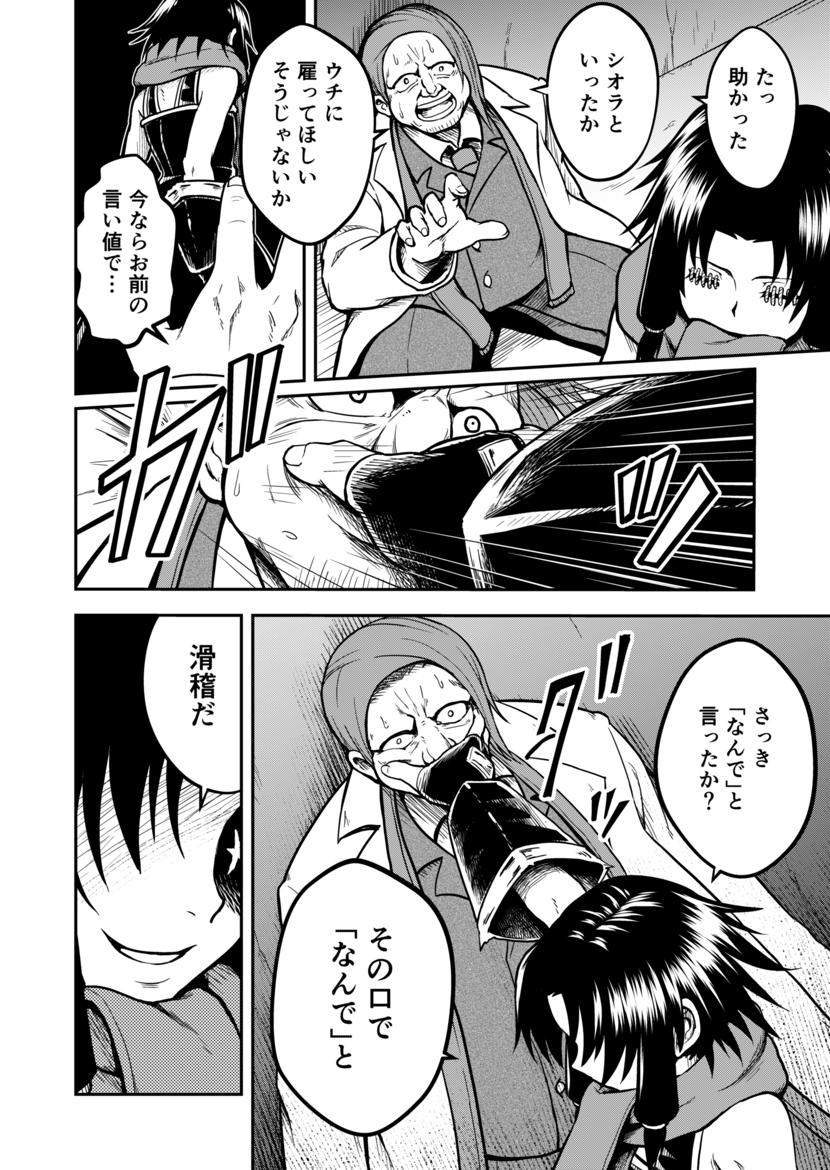 たっ
助かった
シオラと
いったか
ウチに
雇ってほしい
そうじゃないか
今ならお前の
言い値で…
ガッ
グググ
さっき
「なんで」と
言ったか？
その口で
「なんで」と
滑稽だ